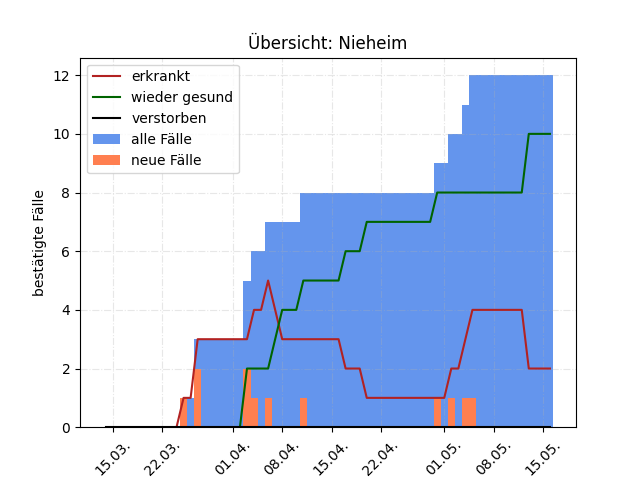 Übersicht: Nieheim
erkrankt
wieder gesund
verstorben
alle Fälle
neue Fälle
bestätigte Fälle
12
10
8
6
4
2
0
15.03. 22.03. 01.04. 08.04. 15.04. 22.04. 01.05. 08.05. 15.05.